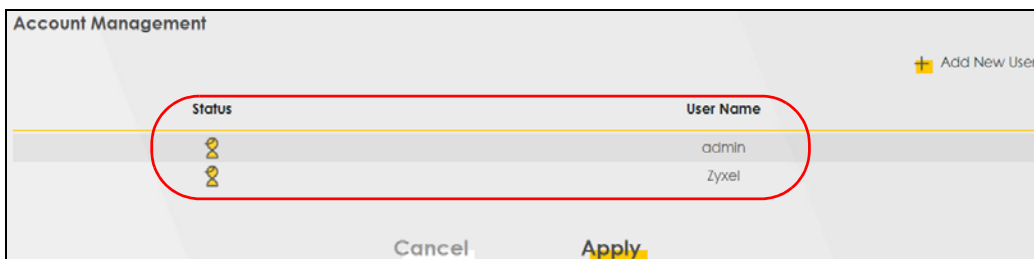 Account Management
Add New User
Status User Name
admin
Zyxel
Cancel Apply